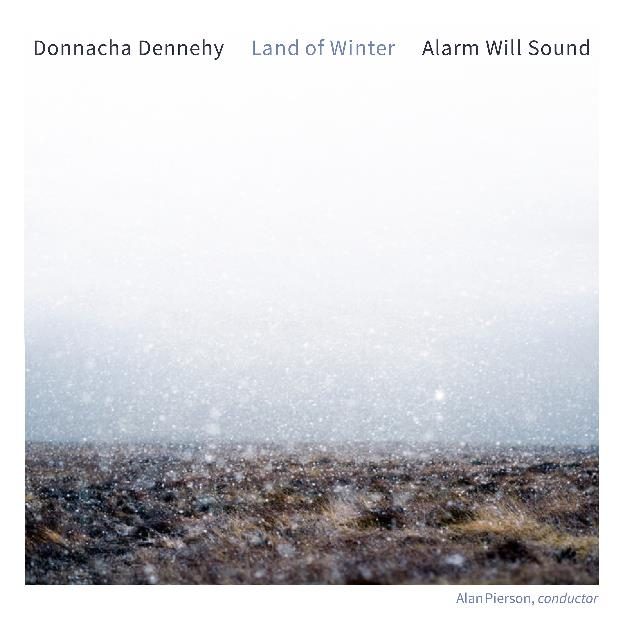 Donnacha Dennehy Land of Winter Alarm Will Sound
Alan Pierson, conductor